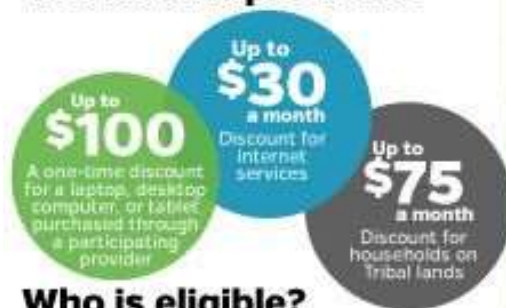 Up to
$100
A one-time discount
for a laptop, desktop
computer, or tablet
purchased through
a participating
provider
Up to
$30
a month
Discount for
internet
services
Up to
$75
a month
Discount for
households on
Tribal lands
Who is eligible?